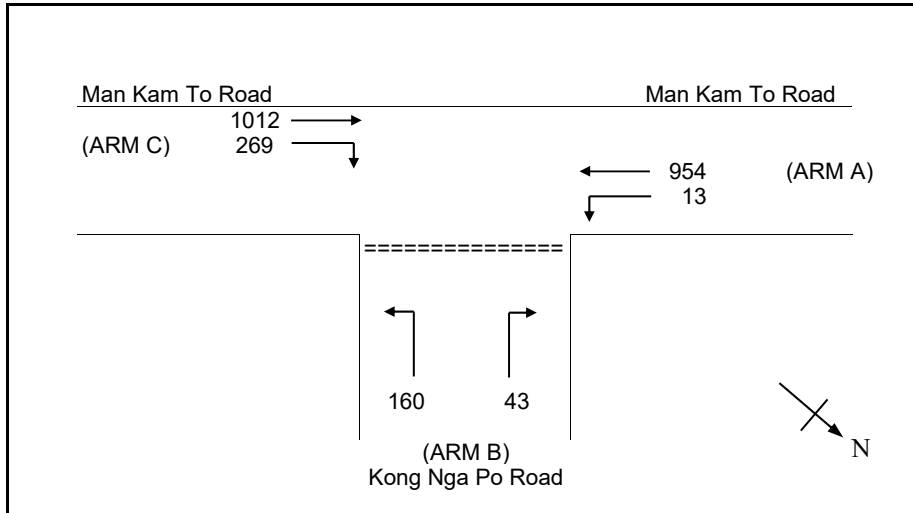 Man Kam To Road Man Kam To Road
1012
(ARM C) 269
954 (ARM A)
13
160 43
(ARM B)
Kong Nga Po Road
N